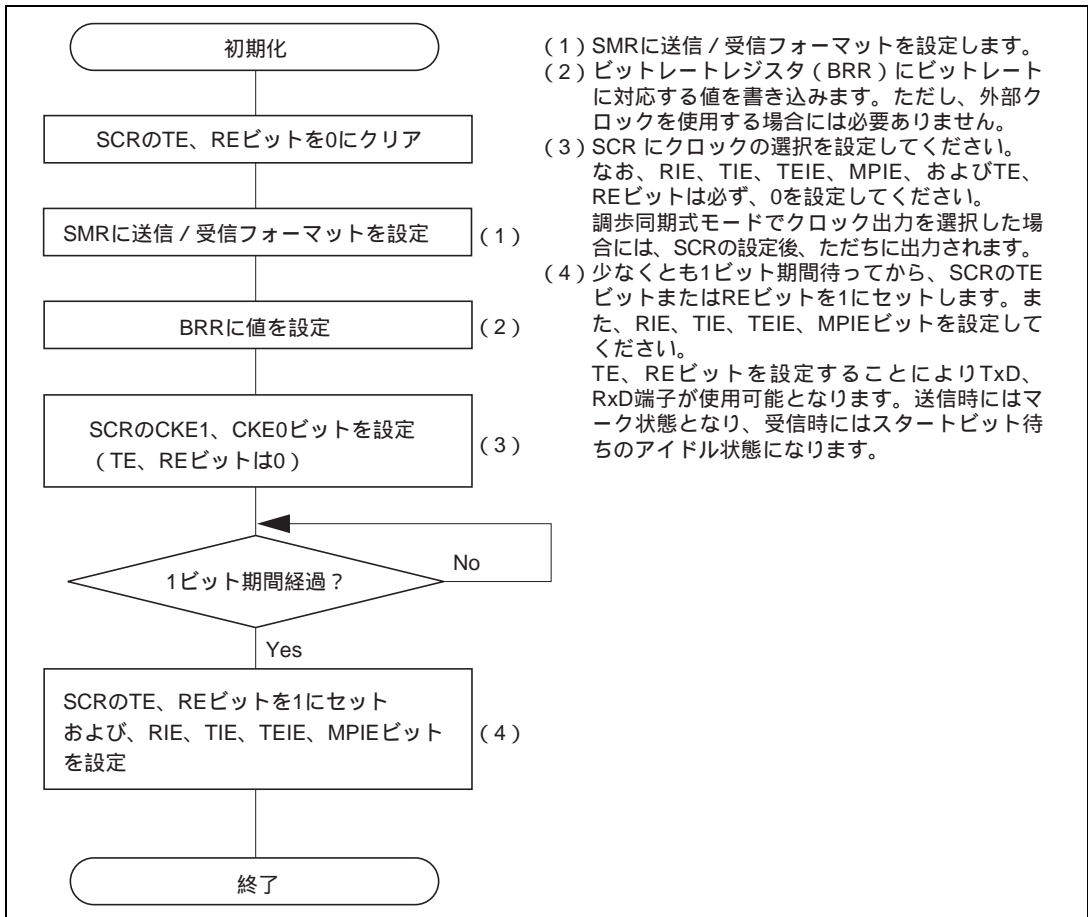 初期化
SCRのTE、REビットを0にクリア
SMRに送信／受信フォーマットを設定
（1）
BRRに値を設定
（2）
SCRのCKE1、CKE0ビットを設定
（TE、REビットは0）
（3）
1ビット期間経過？
No
Yes
SCRのTE、REビットを1にセット
および、RIE、TIE、TEIE、MPIEビット
を設定
（4）
終了
（1）SMRに送信／受信フォーマットを設定します。
（2）ビットレートレジスタ（BRR）にビットレート
に対応する値を書き込みます。ただし、外部ク
ロックを使用する場合には必要ありません。
（3）SCR にクロックの選択を設定してください。
なお、RIE、TIE、TEIE、MPIE、およびTE、
REビットは必ず、0を設定してください。
調歩同期式モードでクロック出力を選択した場
合には、SCRの設定後、ただちに出力されます。
（4）少なくとも1ビット期間待ってから、SCRのTE
ビットまたはREビットを1にセットします。ま
た、RIE、TIE、TEIE、MPIEビットを設定して
ください。
TE、REビットを設定することによりTxD、
RxD端子が使用可能となります。送信時にはマ
ーク状態となり、受信時にはスタートビット待
ちのアイドル状態になります。